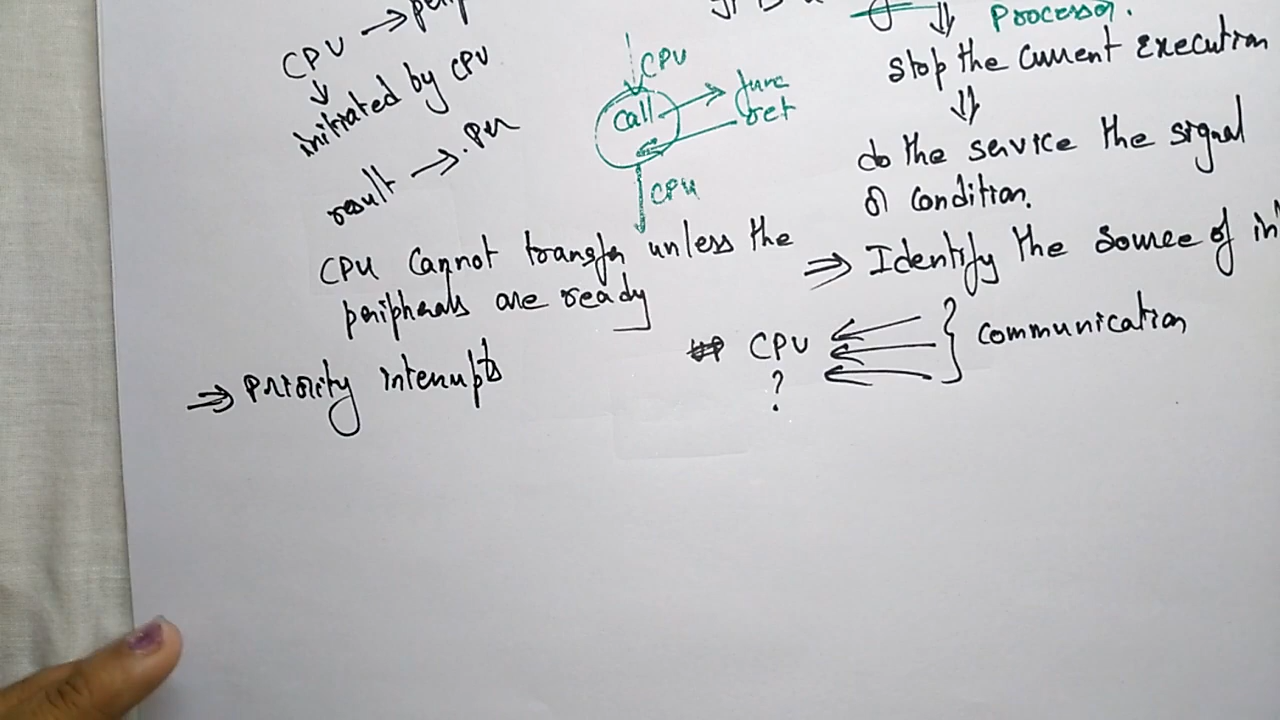 CPU →
↓
initiated by CPU
result → per
CPU cannot transfer unless the
peripherals are ready
⇒ Priority interrupts
CPU
call → func
ret
CPU
processor.
⇓
stop the current execution
⇓
do the service the signal
or condition.
⇒ Identify the source of int
CPU } communication
?